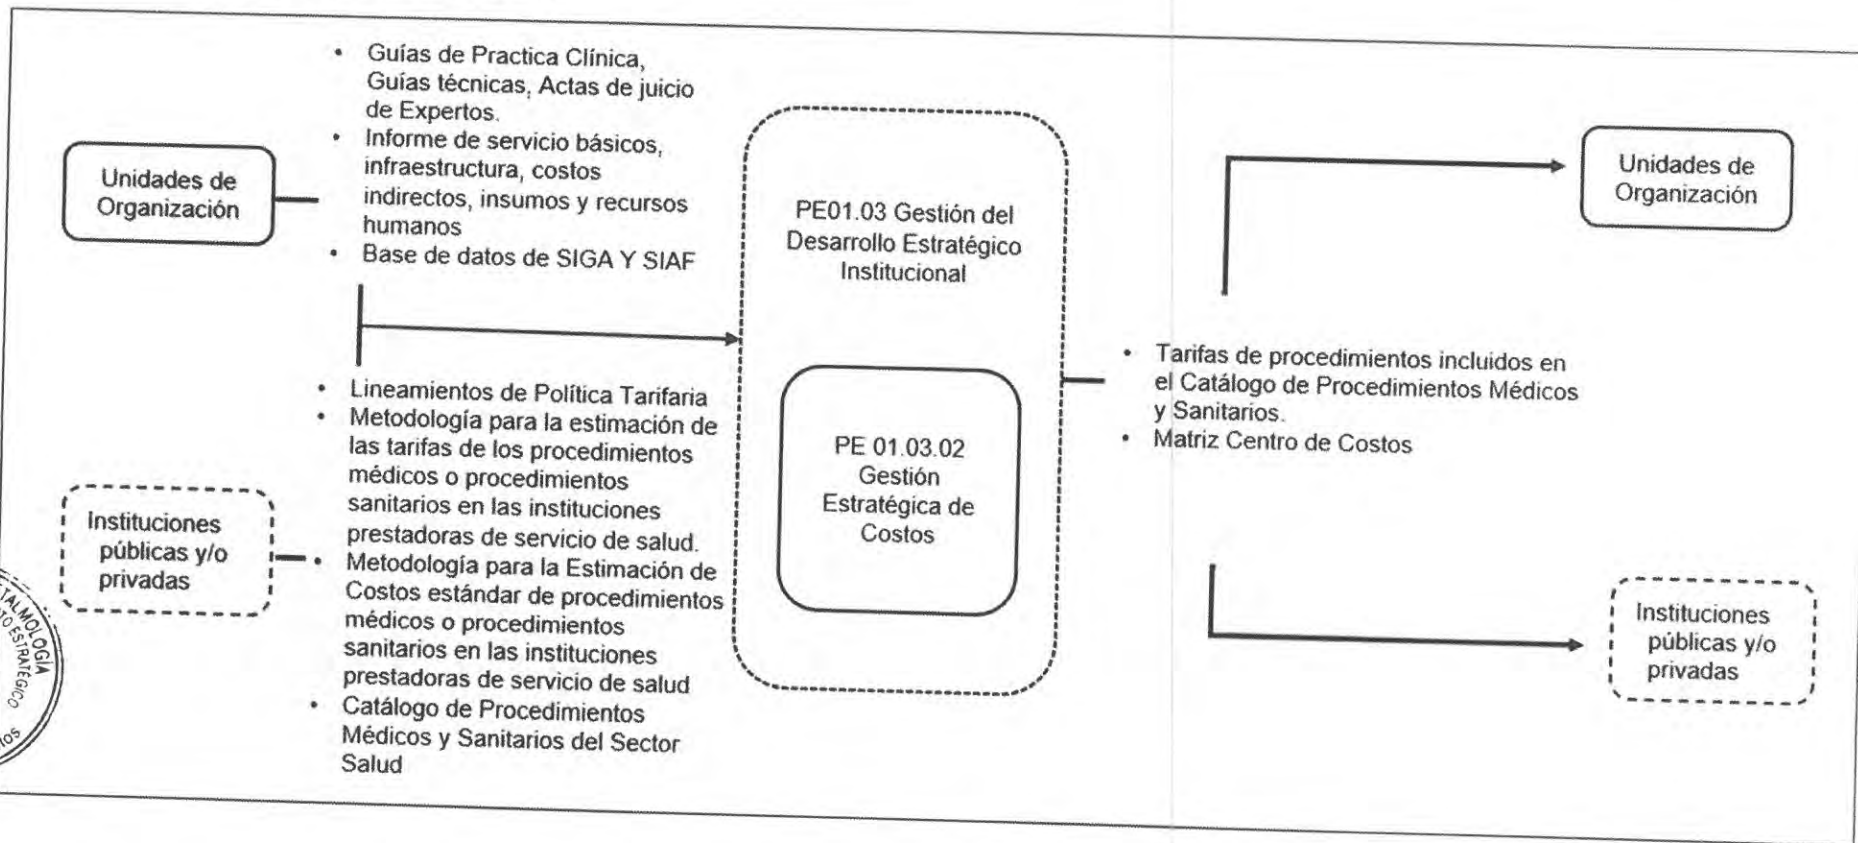 • Guías de Practica Clínica,
Guías técnicas, Actas de juicio
de Expertos.
• Informe de servicio básicos,
infraestructura, costos
indirectos, insumos y recursos
humanos
• Base de datos de SIGA Y SIAF
Unidades de
Organización
• Lineamientos de Política Tarifaria
• Metodología para la estimación de
las tarifas de los procedimientos
médicos o procedimientos
sanitarios en las instituciones
prestadoras de servicio de salud.
• Metodología para la Estimación de
Costos estándar de procedimientos
médicos o procedimientos
sanitarios en las instituciones
prestadoras de servicio de salud
• Catálogo de Procedimientos
Médicos y Sanitarios del Sector
Salud
Instituciones
públicas y/o
privadas
PE01.03 Gestión del
Desarrollo Estratégico
Institucional
PE 01.03.02
Gestión
Estratégica de
Costos
• Tarifas de procedimientos incluidos en
el Catálogo de Procedimientos Médicos
y Sanitarios.
• Matriz Centro de Costos
Unidades de
Organización
Instituciones
públicas y/o
privadas
TALMOLOGÍA
TO ESTRATÉGICO